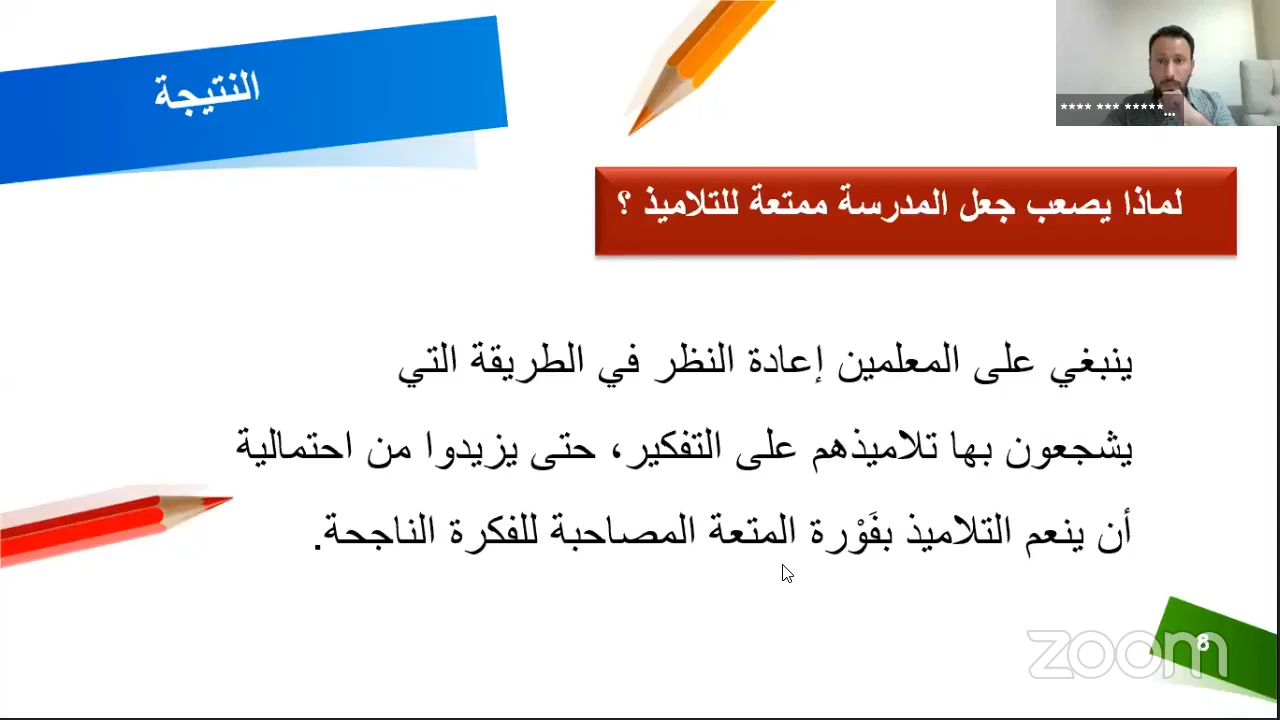 النتيجة
**** *** *****...
لماذا يصعب جعل المدرسة ممتعة للتلاميذ ؟
ينبغي على المعلمين إعادة النظر في الطريقة التي
يشجعون بها تلاميذهم على التفكير، حتى يزيدوا من احتمالية
أن ينعم التلاميذ بفَوْرة المتعة المصاحبة للفكرة الناجحة.
8
zoom